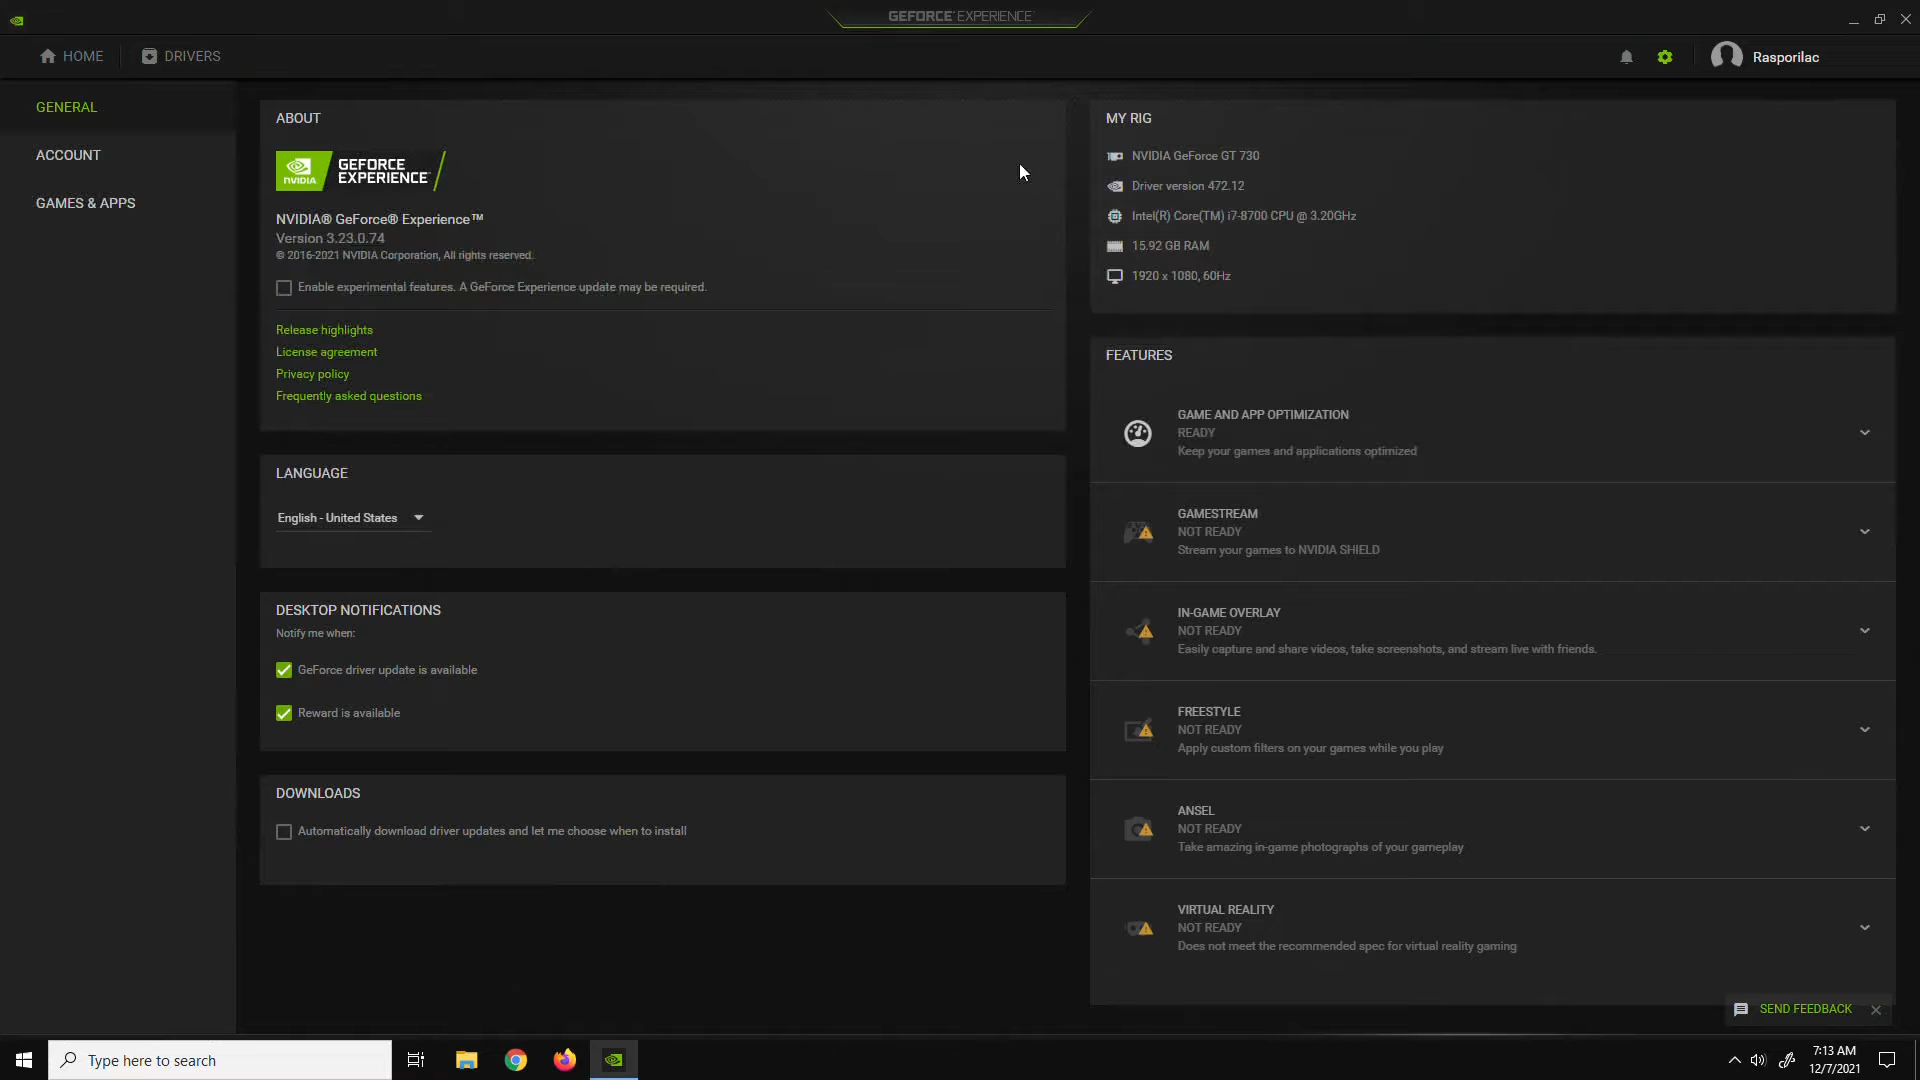 GEFORCE EXPERIENCE
HOME
DRIVERS
Rasporilac
GENERAL
ACCOUNT
GAMES & APPS
ABOUT
NVIDIA
GEFORCE
EXPERIENCE
NVIDIA® GeForce® Experience™
Version 3.23.0.74
© 2016-2021 NVIDIA Corporation, All rights reserved.
Enable experimental features. A GeForce Experience update may be required.
Release highlights
License agreement
Privacy policy
Frequently asked questions
LANGUAGE
English - United States
DESKTOP NOTIFICATIONS
Notify me when:
GeForce driver update is available
Reward is available
DOWNLOADS
Automatically download driver updates and let me choose when to install
MY RIG
NVIDIA GeForce GT 730
Driver version 472.12
Intel(R) Core(TM) i7-8700 CPU @ 3.20GHz
15.92 GB RAM
1920 x 1080, 60Hz
FEATURES
GAME AND APP OPTIMIZATION
READY
Keep your games and applications optimized
GAMESTREAM
NOT READY
Stream your games to NVIDIA SHIELD
IN-GAME OVERLAY
NOT READY
Easily capture and share videos, take screenshots, and stream live with friends.
FREESTYLE
NOT READY
Apply custom filters on your games while you play
ANSEL
NOT READY
Take amazing in-game photographs of your gameplay
VIRTUAL REALITY
NOT READY
Does not meet the recommended spec for virtual reality gaming
SEND FEEDBACK
Type here to search
7:13 AM
12/7/2021